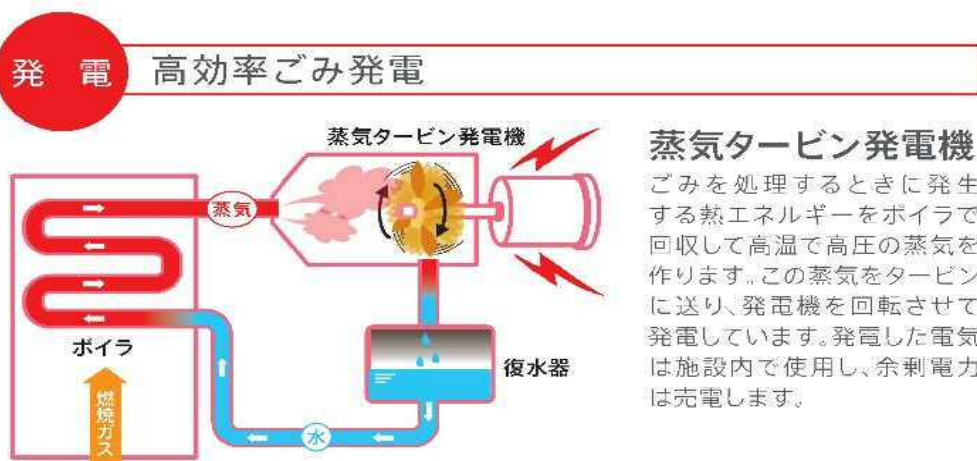 発 電
高効率ごみ発電
蒸気タービン発電機
蒸気
ボイラ
燃焼ガス
水
復水器
蒸気タービン発電機
ごみを処理するときに発生
する熱エネルギーをボイラで
回収して高温で高圧の蒸気を
作ります。この蒸気をタービン
に送り、発電機を回転させて
発電しています。発電した電気
は施設内で使用し、余剰電力
は売電します。